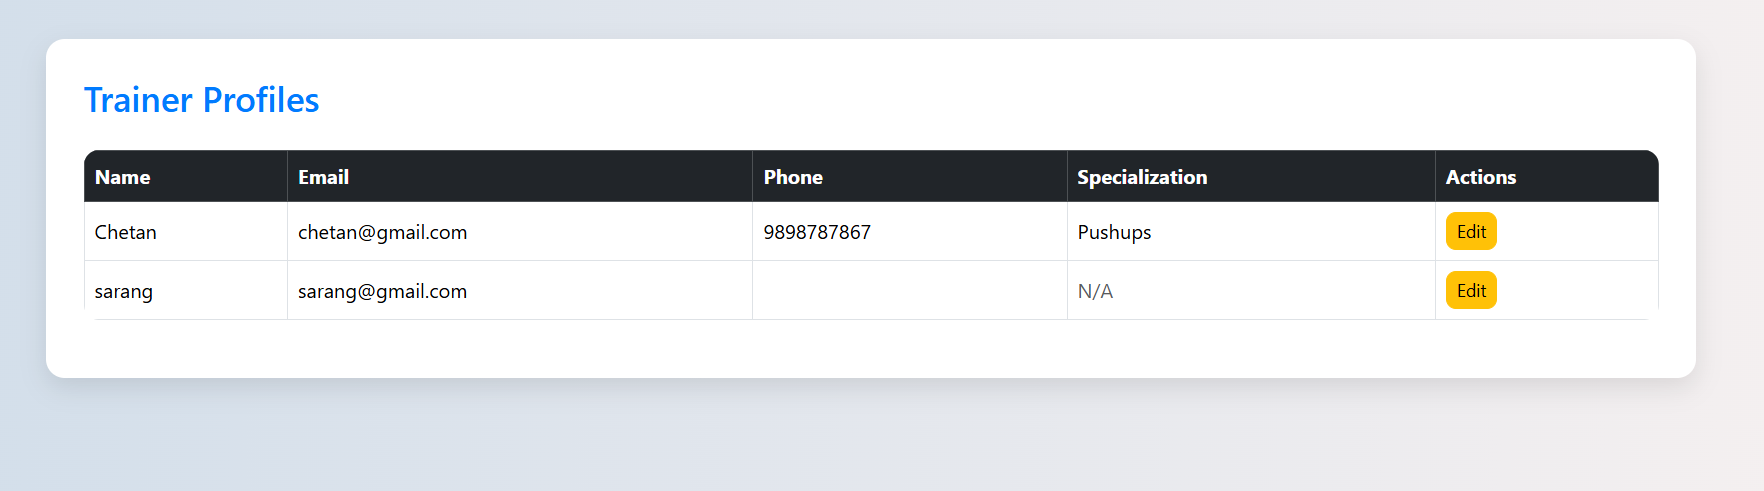 Trainer Profiles
Name Email Phone Specialization Actions
Chetan chetan@gmail.com 9898787867 Pushups Edit
sarang sarang@gmail.com N/A Edit